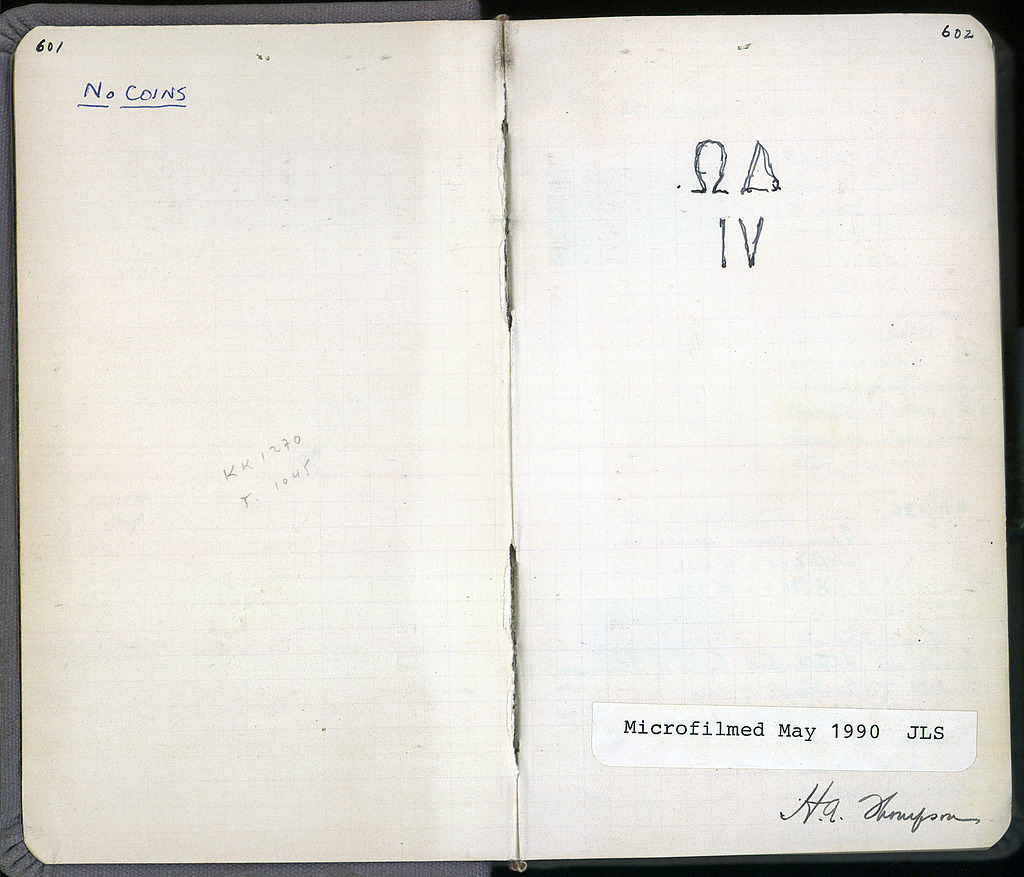 601
No COINS
KK 1270
T. 1045
602
ΩΔ
IV
Microfilmed May 1990 JLS
H.A. Thompson